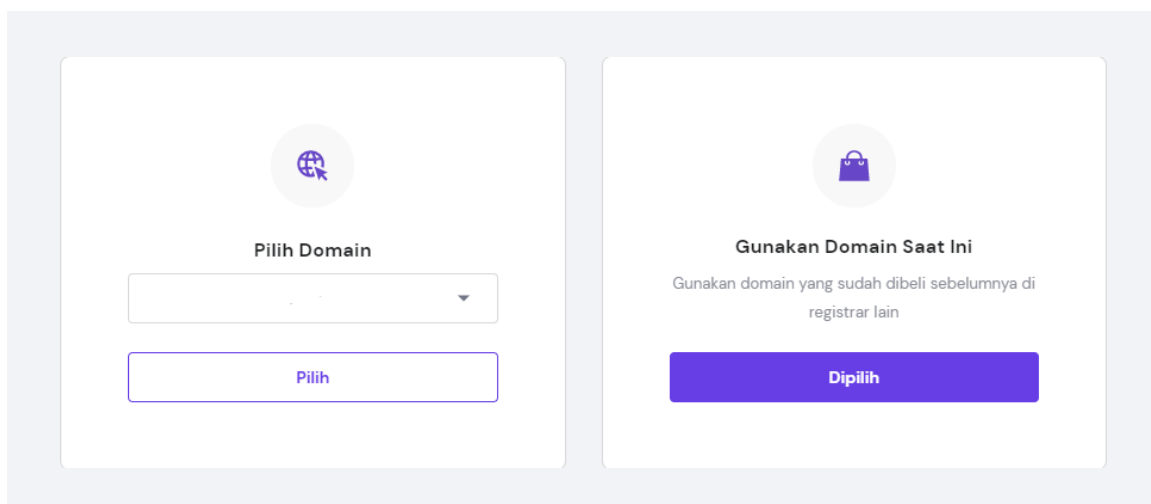 Pilih Domain
Pilih
Gunakan Domain Saat Ini
Gunakan domain yang sudah dibeli sebelumnya di
registrar lain
Dipilih